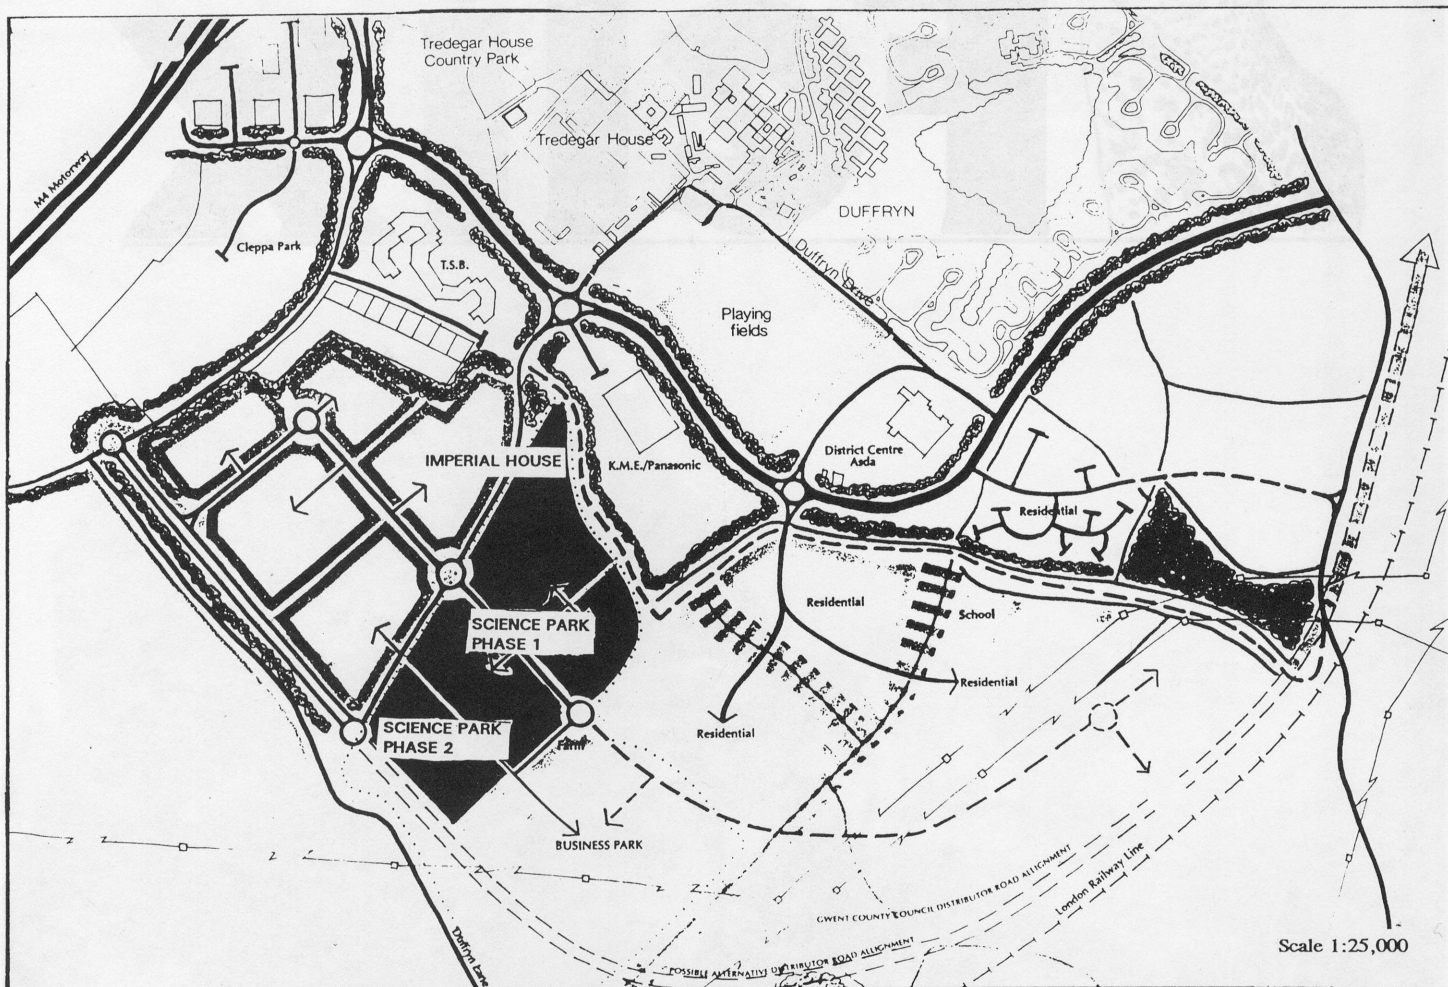 Tredegar House
Country Park
M4 Motorway
Tredegar House
Cleppa Park
T.S.B.
DUFFRYN
Duffryn Drive
Playing
fields
IMPERIAL HOUSE
K.M.E./Panasonic
District Centre
Asda
Residential
SCIENCE PARK
PHASE 1
Residential
School
Residential
SCIENCE PARK
PHASE 2
Farm
Residential
BUSINESS PARK
GWENT COUNTY COUNCIL DISTRIBUTOR ROAD ALLIGNMENT
London Railway Line
POSSIBLE ALTERNATIVE DISTRIBUTOR ROAD ALLIGNMENT
Duffryn Lane
Scale 1:25,000